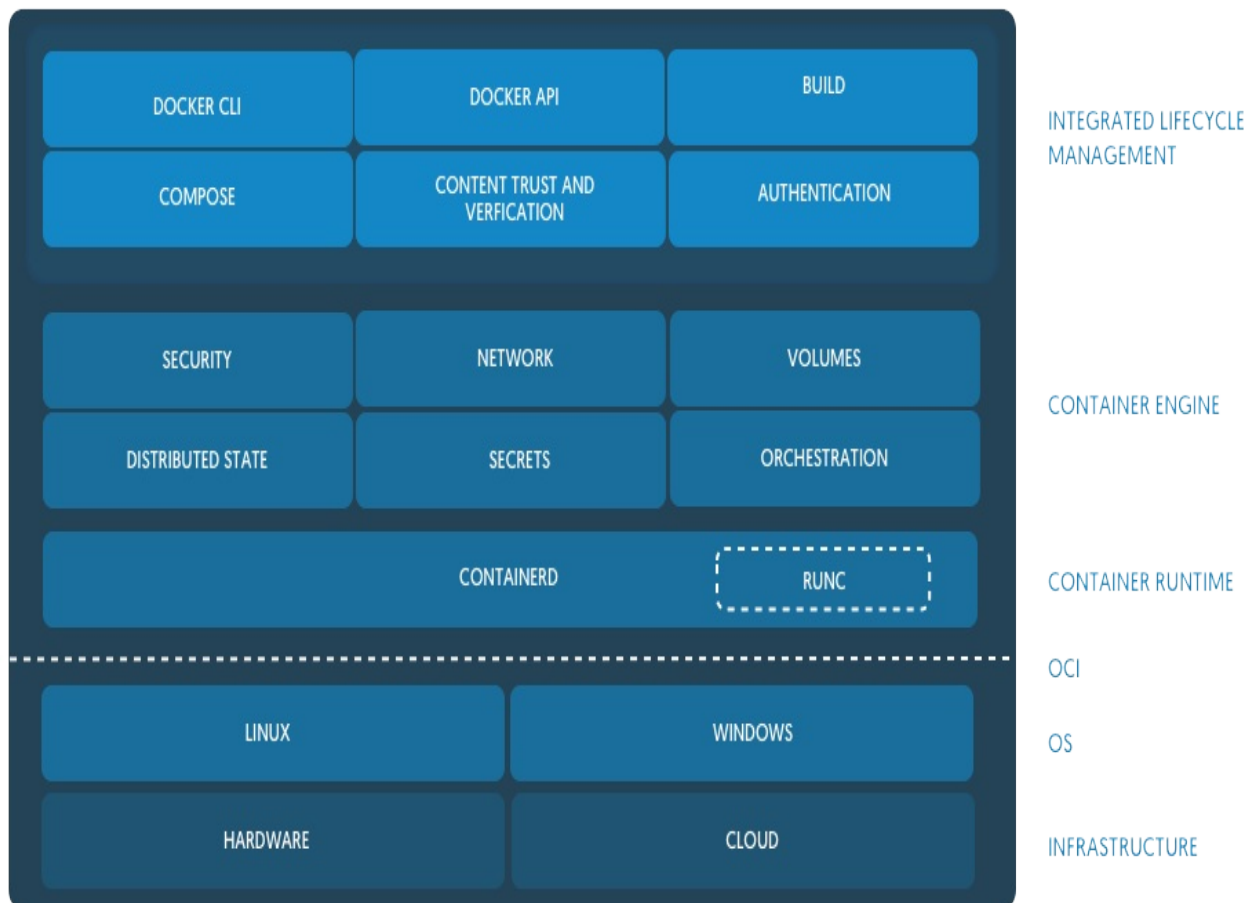 DOCKER CLI
DOCKER API
BUILD
INTEGRATED LIFECYCLE
MANAGEMENT
COMPOSE
CONTENT TRUST AND
VERFICATION
AUTHENTICATION
SECURITY
NETWORK
VOLUMES
CONTAINER ENGINE
DISTRIBUTED STATE
SECRETS
ORCHESTRATION
CONTAINERD
RUNC
CONTAINER RUNTIME
OCI
LINUX
WINDOWS
OS
HARDWARE
CLOUD
INFRASTRUCTURE